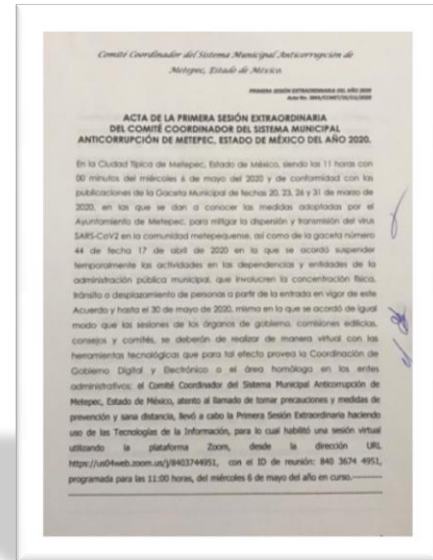 Comité Coordinador del Sistema Municipal Anticorrupción de
Metepec, Estado de México.
PRIMERA SESIÓN EXTRAORDINARIA DEL AÑO 2020
ACTA DE LA PRIMERA SESIÓN EXTRAORDINARIA
DEL COMITÉ COORDINADOR DEL SISTEMA MUNICIPAL
ANTICORRUPCIÓN DE METEPEC, ESTADO DE MÉXICO DEL AÑO 2020.
En la Ciudad Típica de Metepec, Estado de México, siendo las 11 horas con
00 minutos del miércoles 6 de mayo del 2020 y de conformidad con las
publicaciones de la Gaceta Municipal de fechas 20, 23, 26 y 31 de marzo de
2020, en las que se dan a conocer las medidas adoptadas por el
Ayuntamiento de Metepec, para mitigar la dispersión y transmisión del virus
SARS-CoV2 en la comunidad metepequense, así como de la gaceta número
44 de fecha 17 de abril de 2020 en la que se acordó suspender
temporalmente las actividades en las dependencias y entidades de la
administración pública municipal, que involucren la concentración física,
tránsito o desplazamiento de personas a partir de la entrada en vigor de este
Acuerdo y hasta el 30 de mayo de 2020, misma en la que se acordó de igual
modo que las sesiones de los órganos de gobierno, comisiones edilicias,
consejos y comités, se deberán de realizar de manera virtual con las
herramientas tecnológicas que para tal efecto provea la Coordinación de
Gobierno Digital y Electrónico o el área homóloga en los entes
administrativos; el Comité Coordinador del Sistema Municipal Anticorrupción de
Metepec, Estado de México, atento al llamado de tomar precauciones y medidas de
prevención y sana distancia, llevó a cabo la Primera Sesión Extraordinaria haciendo
uso de las Tecnologías de la Información, para lo cual habilitó una sesión virtual
utilizando la plataforma Zoom, desde la dirección URL
https://us04web.zoom.us/j/8403744951, con el ID de reunión: 840 3674 4951,
programada para las 11:00 horas, del miércoles 6 de mayo del año en curso.----------